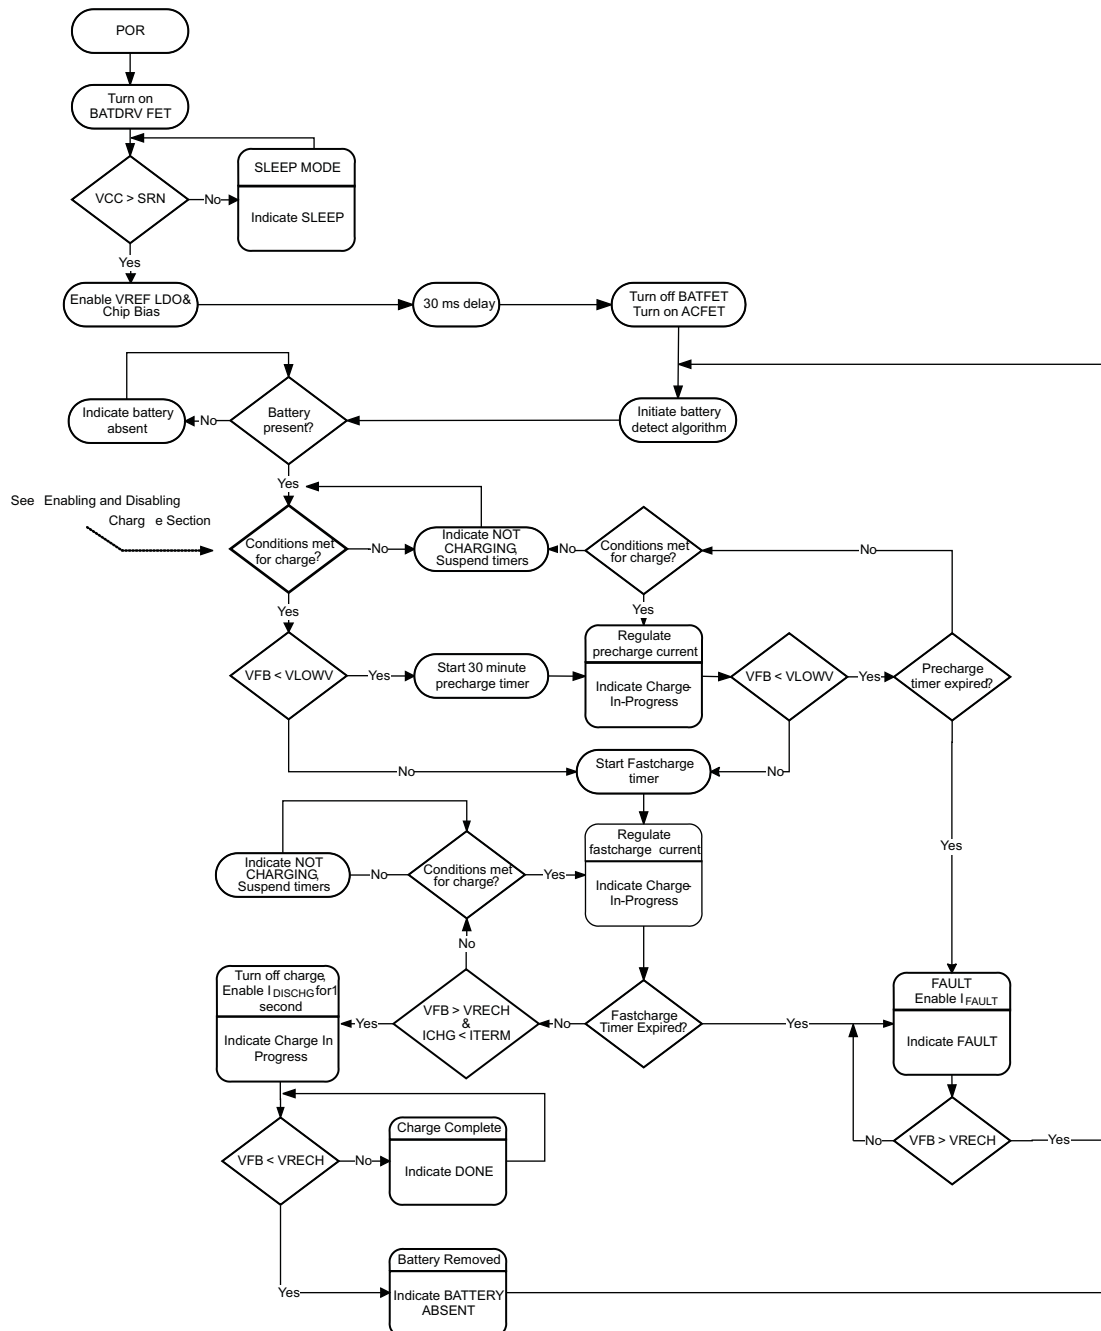 POR
Turn on
BATDRV FET
SLEEP MODE
VCC > SRN
No
Indicate SLEEP
Yes
Enable VREF LDO&
Chip Bias
30 ms delay
Turn off BATFET
Turn on ACFET
Indicate battery
absent
No
Battery
present?
Initiate battery
detect algorithm
Yes
See Enabling and Disabling
Charg e Section
Conditions met
for charge?
No
Indicate NOT
CHARGING,
Suspend timers
No
Conditions met
for charge?
No
Yes
Yes
VFB < VLOWV
Yes
Start 30 minute
precharge timer
Regulate
precharge current
Indicate Charge-
In-Progress
VFB < VLOWV
Yes
Precharge
timer expired?
No
Start Fastcharge
timer
No
Indicate NOT
CHARGING,
Suspend timers
No
Conditions met
for charge?
Yes
Regulate
fastcharge current
Indicate Charge-
In-Progress
Yes
No
Turn off charge,
Enable IDISCHG for 1
second
Indicate Charge In
Progress
Yes
VFB > VRECH
&
ICHG < ITERM
No
Fastcharge
Timer Expired?
Yes
FAULT
Enable IFAULT
Indicate FAULT
VFB < VRECH
No
Charge Complete
Indicate DONE
No
VFB > VRECH
Yes
Yes
Battery Removed
Indicate BATTERY
ABSENT